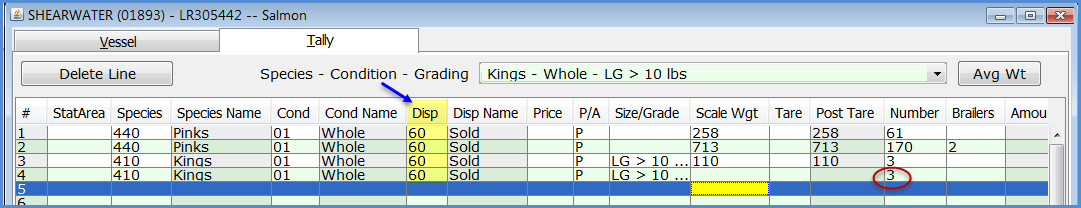 SHEARWATER (01893) - LR305442 -- Salmon
Vessel Tally
Delete Line Species - Condition - Grading Kings - Whole - LG > 10 lbs Avg Wt
# StatArea Species Species Name Cond Cond Name Disp Disp Name Price P/A Size/Grade Scale Wgt Tare Post Tare Number Brailers Amou
1 440 Pinks 01 Whole 60 Sold P 258 258 61
2 440 Pinks 01 Whole 60 Sold P 713 713 170 2
3 410 Kings 01 Whole 60 Sold P LG > 10 ... 110 110 3
4 410 Kings 01 Whole 60 Sold P LG > 10 ... 3
5
6